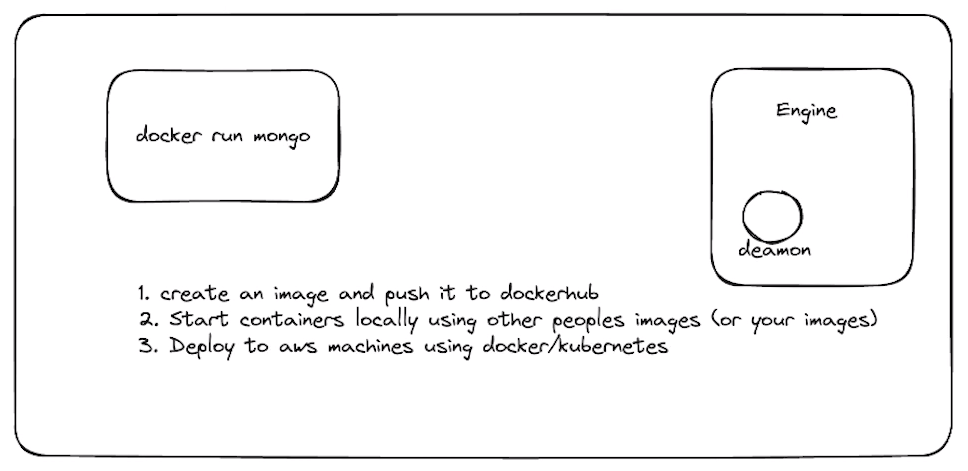 docker run mongo
Engine
deamon
1. create an image and push it to dockerhub
2. Start containers locally using other peoples images (or your images)
3. Deploy to aws machines using docker/kubernetes